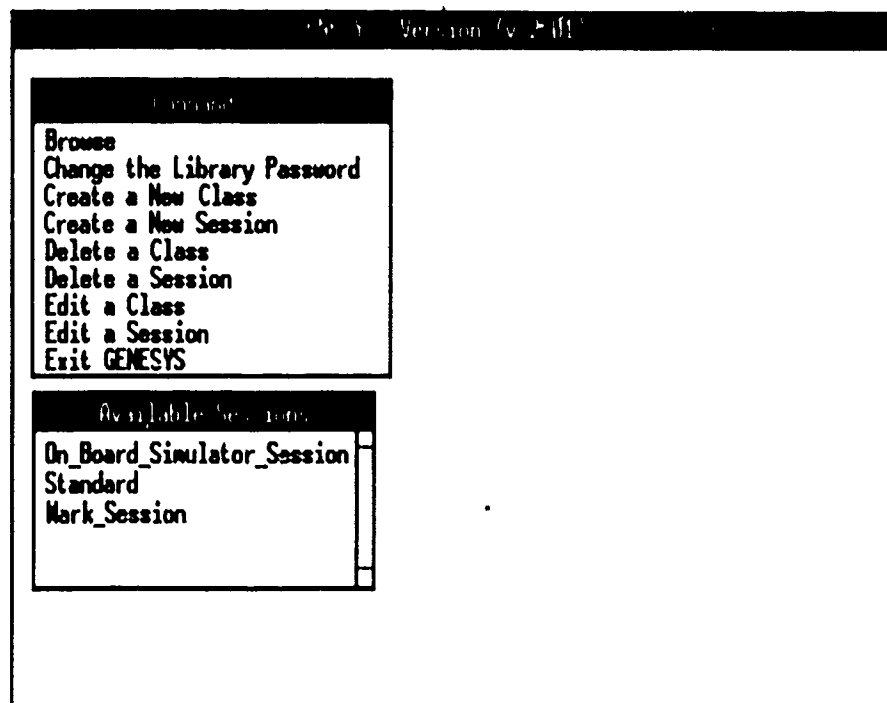 Version
Browse
Change the Library Password
Create a New Class
Create a New Session
Delete a Class
Delete a Session
Edit a Class
Edit a Session
Exit GENESYS
Available Sessions
On_Board_Simulator_Session
Standard
Mark_Session